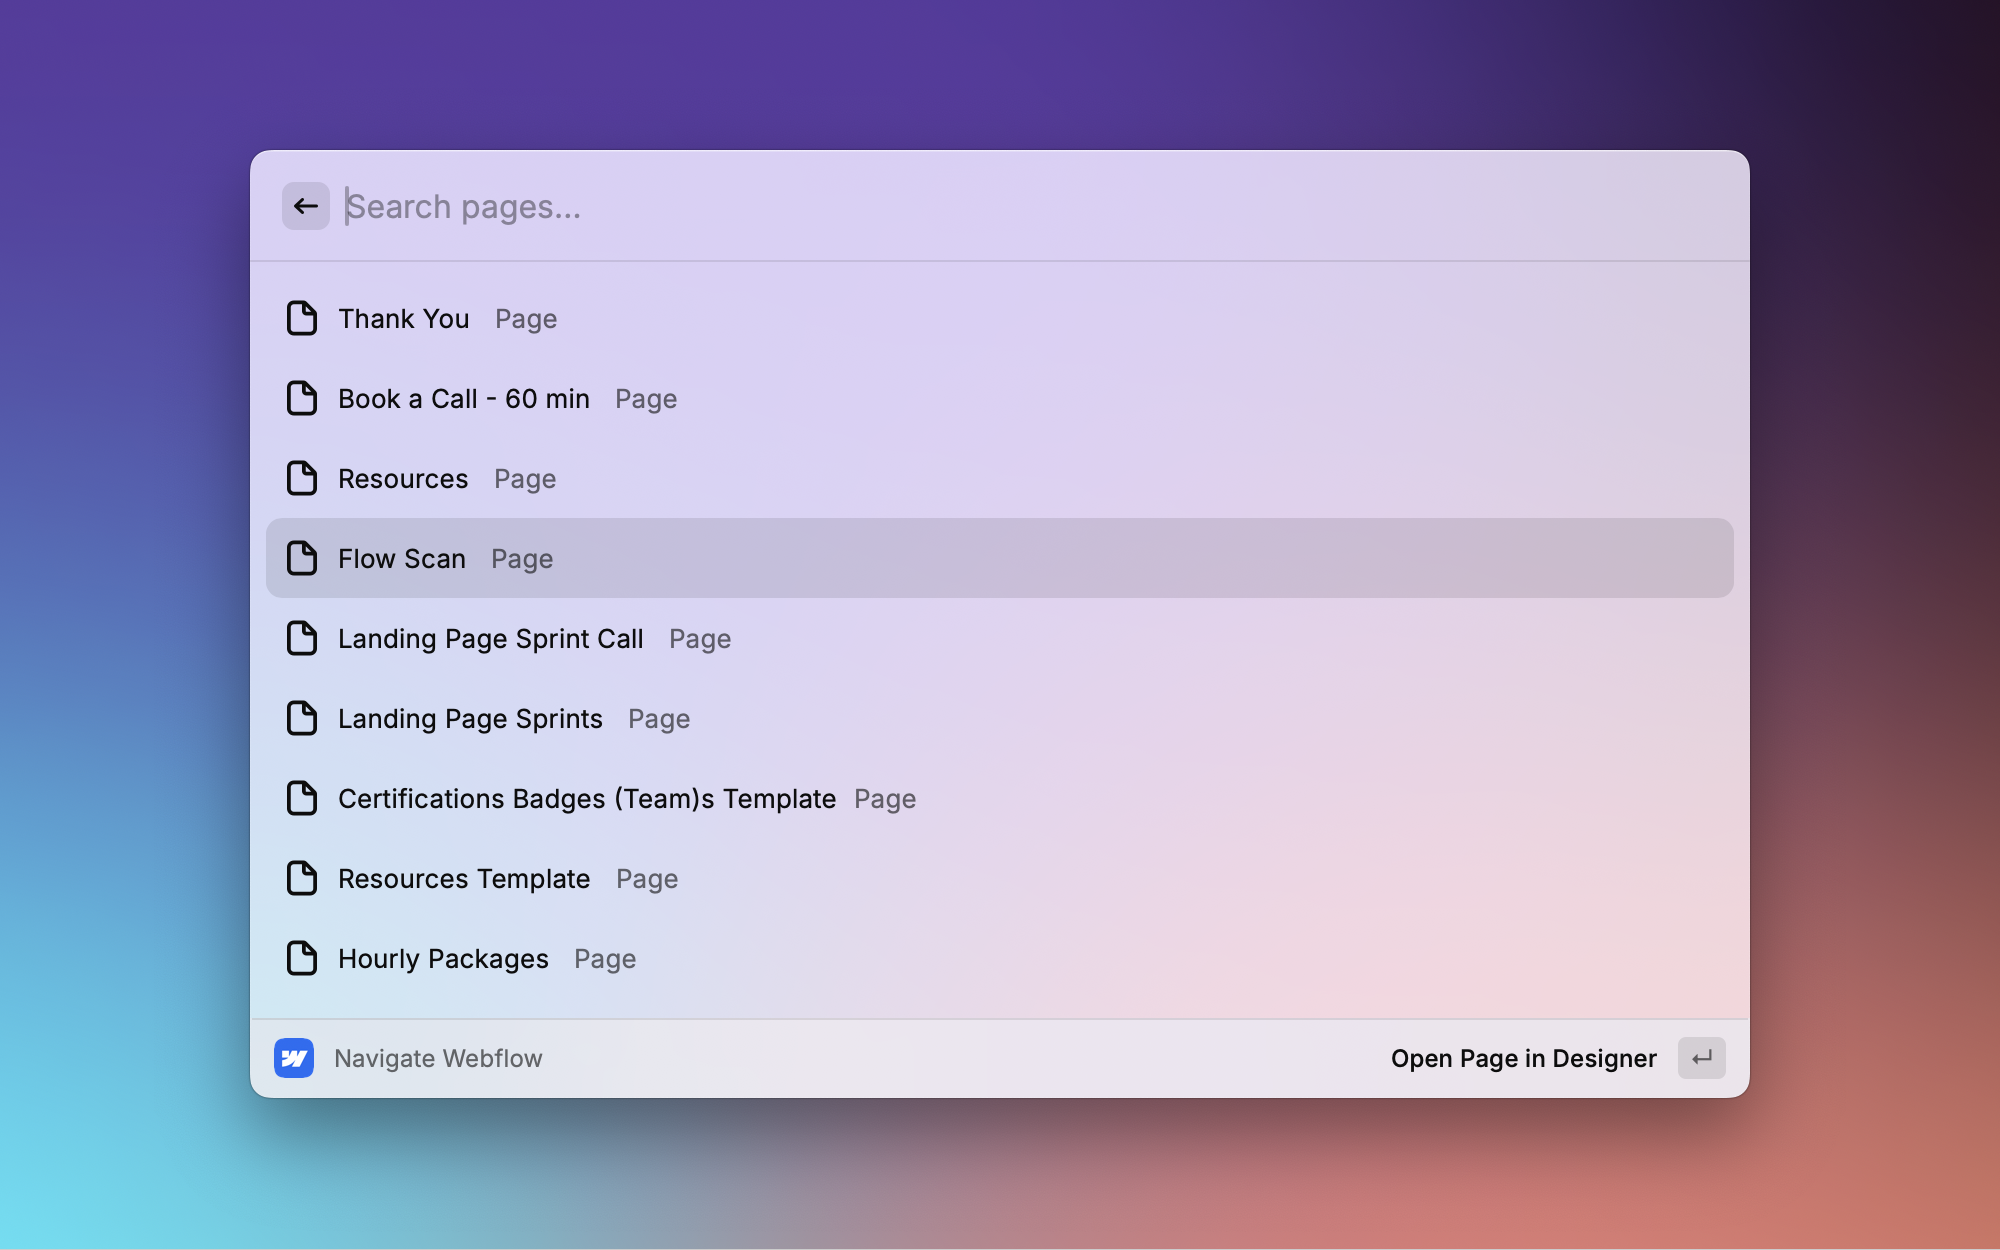 Search pages...
Thank You Page
Book a Call - 60 min Page
Resources Page
Flow Scan Page
Landing Page Sprint Call Page
Landing Page Sprints Page
Certifications Badges (Team)s Template Page
Resources Template Page
Hourly Packages Page
Navigate Webflow Open Page in Designer